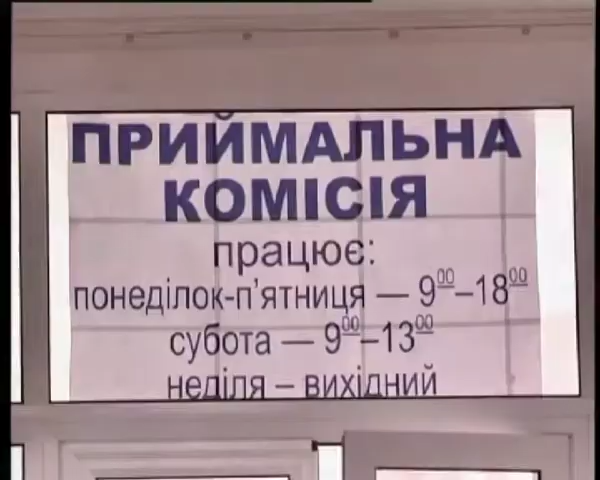 ПРИЙМАЛЬНА
КОМІСІЯ
працює:
понеділок-п'ятниця — 9⁰⁰–18⁰⁰
субота — 9⁰⁰–13⁰⁰
неділя – вихідний